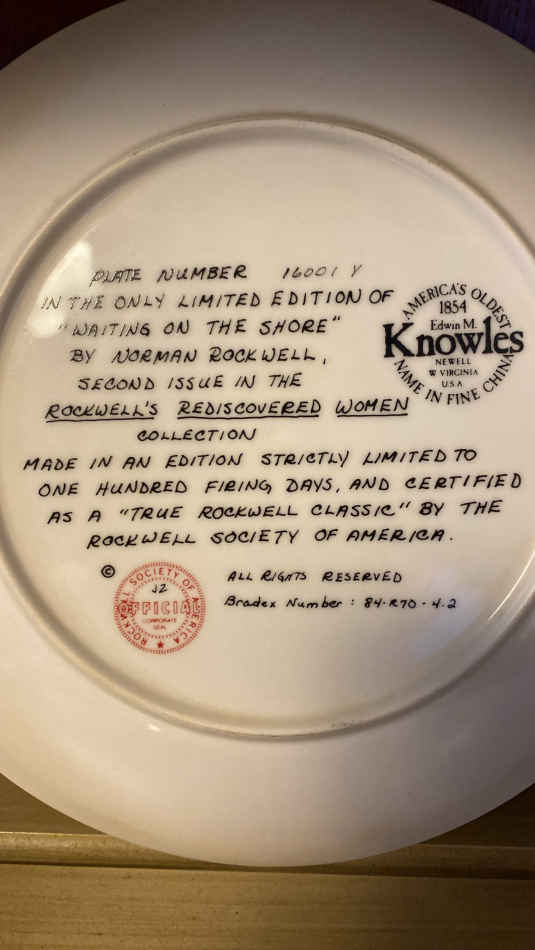 PLATE NUMBER 16001 Y
IN THE ONLY LIMITED EDITION OF
"WAITING ON THE SHORE"
BY NORMAN ROCKWELL,
SECOND ISSUE IN THE
ROCKWELL'S REDISCOVERED WOMEN
COLLECTION
MADE IN AN EDITION STRICTLY LIMITED TO
ONE HUNDRED FIRING DAYS, AND CERTIFIED
AS A "TRUE ROCKWELL CLASSIC" BY THE
ROCKWELL SOCIETY OF AMERICA.
AMERICA'S OLDEST
1854
Edwin M.
Knowles
NEWELL
W VIRGINIA
U.S.A
NAME IN FINE CHINA
©
ROCKWELL SOCIETY OF AMERICA
J2
OFFICIAL
CORPORATE
SEAL
ALL RIGHTS RESERVED
Bradex Number: 84-R70-4.2